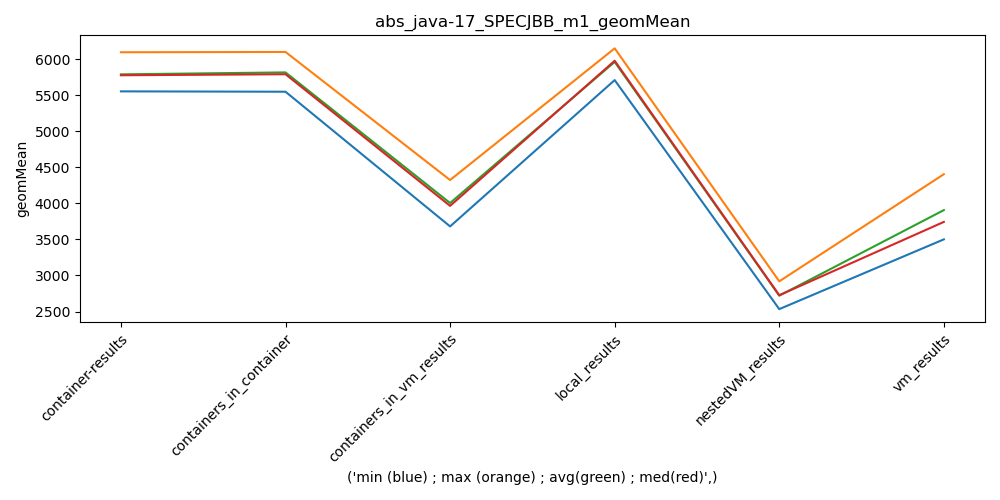 abs_java-17_SPECJBB_m1_geomMean
geomMean
6000
5500
5000
4500
4000
3500
3000
2500
container-results
containers_in_container
containers_in_vm_results
local_results
nestedVM_results
vm_results
('min (blue) ; max (orange) ; avg(green) ; med(red)',)